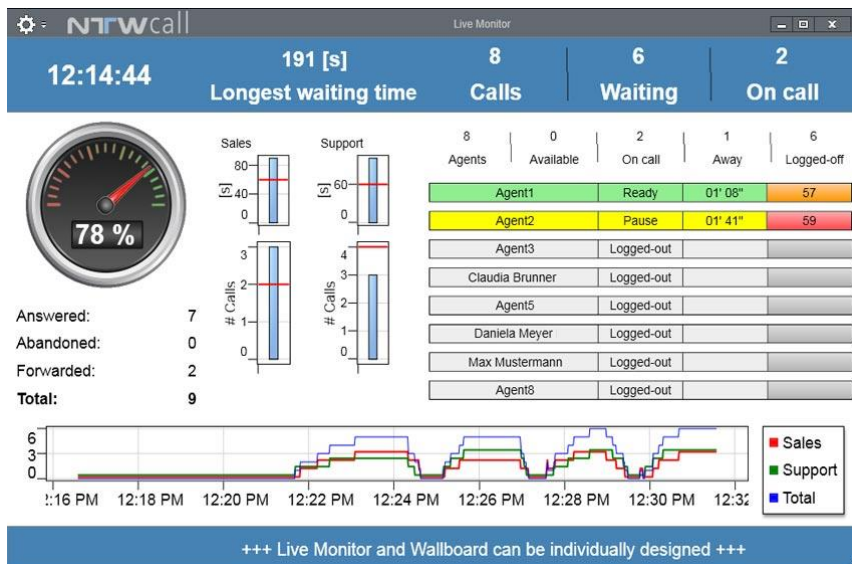 NTWcall
Live Monitor
12:14:44
191 [s]
Longest waiting time
8
Calls
6
Waiting
2
On call
78 %
Answered: 7
Abandoned: 0
Forwarded: 2
Total: 9
Sales
80
[s]
40
0
Support
60
[s]
0
3
2
# Calls
1
0
4
3
# Calls
2
1
0
8 0 2 1 6
Agents Available On call Away Logged-off
Agent1 Ready 01' 08" 57
Agent2 Pause 01' 41" 59
Agent3 Logged-out
Claudia Brunner Logged-out
Agent5 Logged-out
Daniela Meyer Logged-out
Max Mustermann Logged-out
Agent8 Logged-out
6
3
0
:16 PM 12:18 PM 12:20 PM 12:22 PM 12:24 PM 12:26 PM 12:28 PM 12:30 PM 12:32
Sales
Support
Total
+++ Live Monitor and Wallboard can be individually designed +++